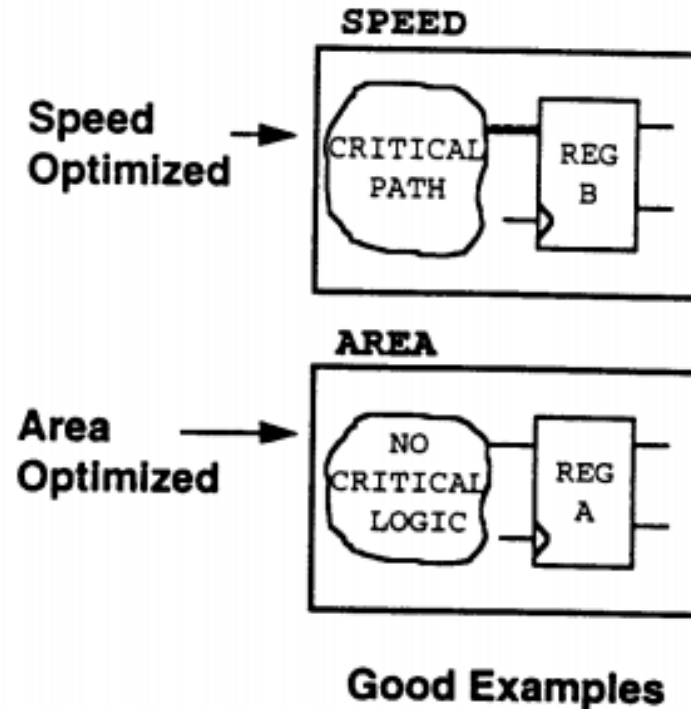 SPEED
Speed
Optimized
CRITICAL
PATH
REG
B
AREA
Area
Optimized
NO
CRITICAL
LOGIC
REG
A
Good Examples